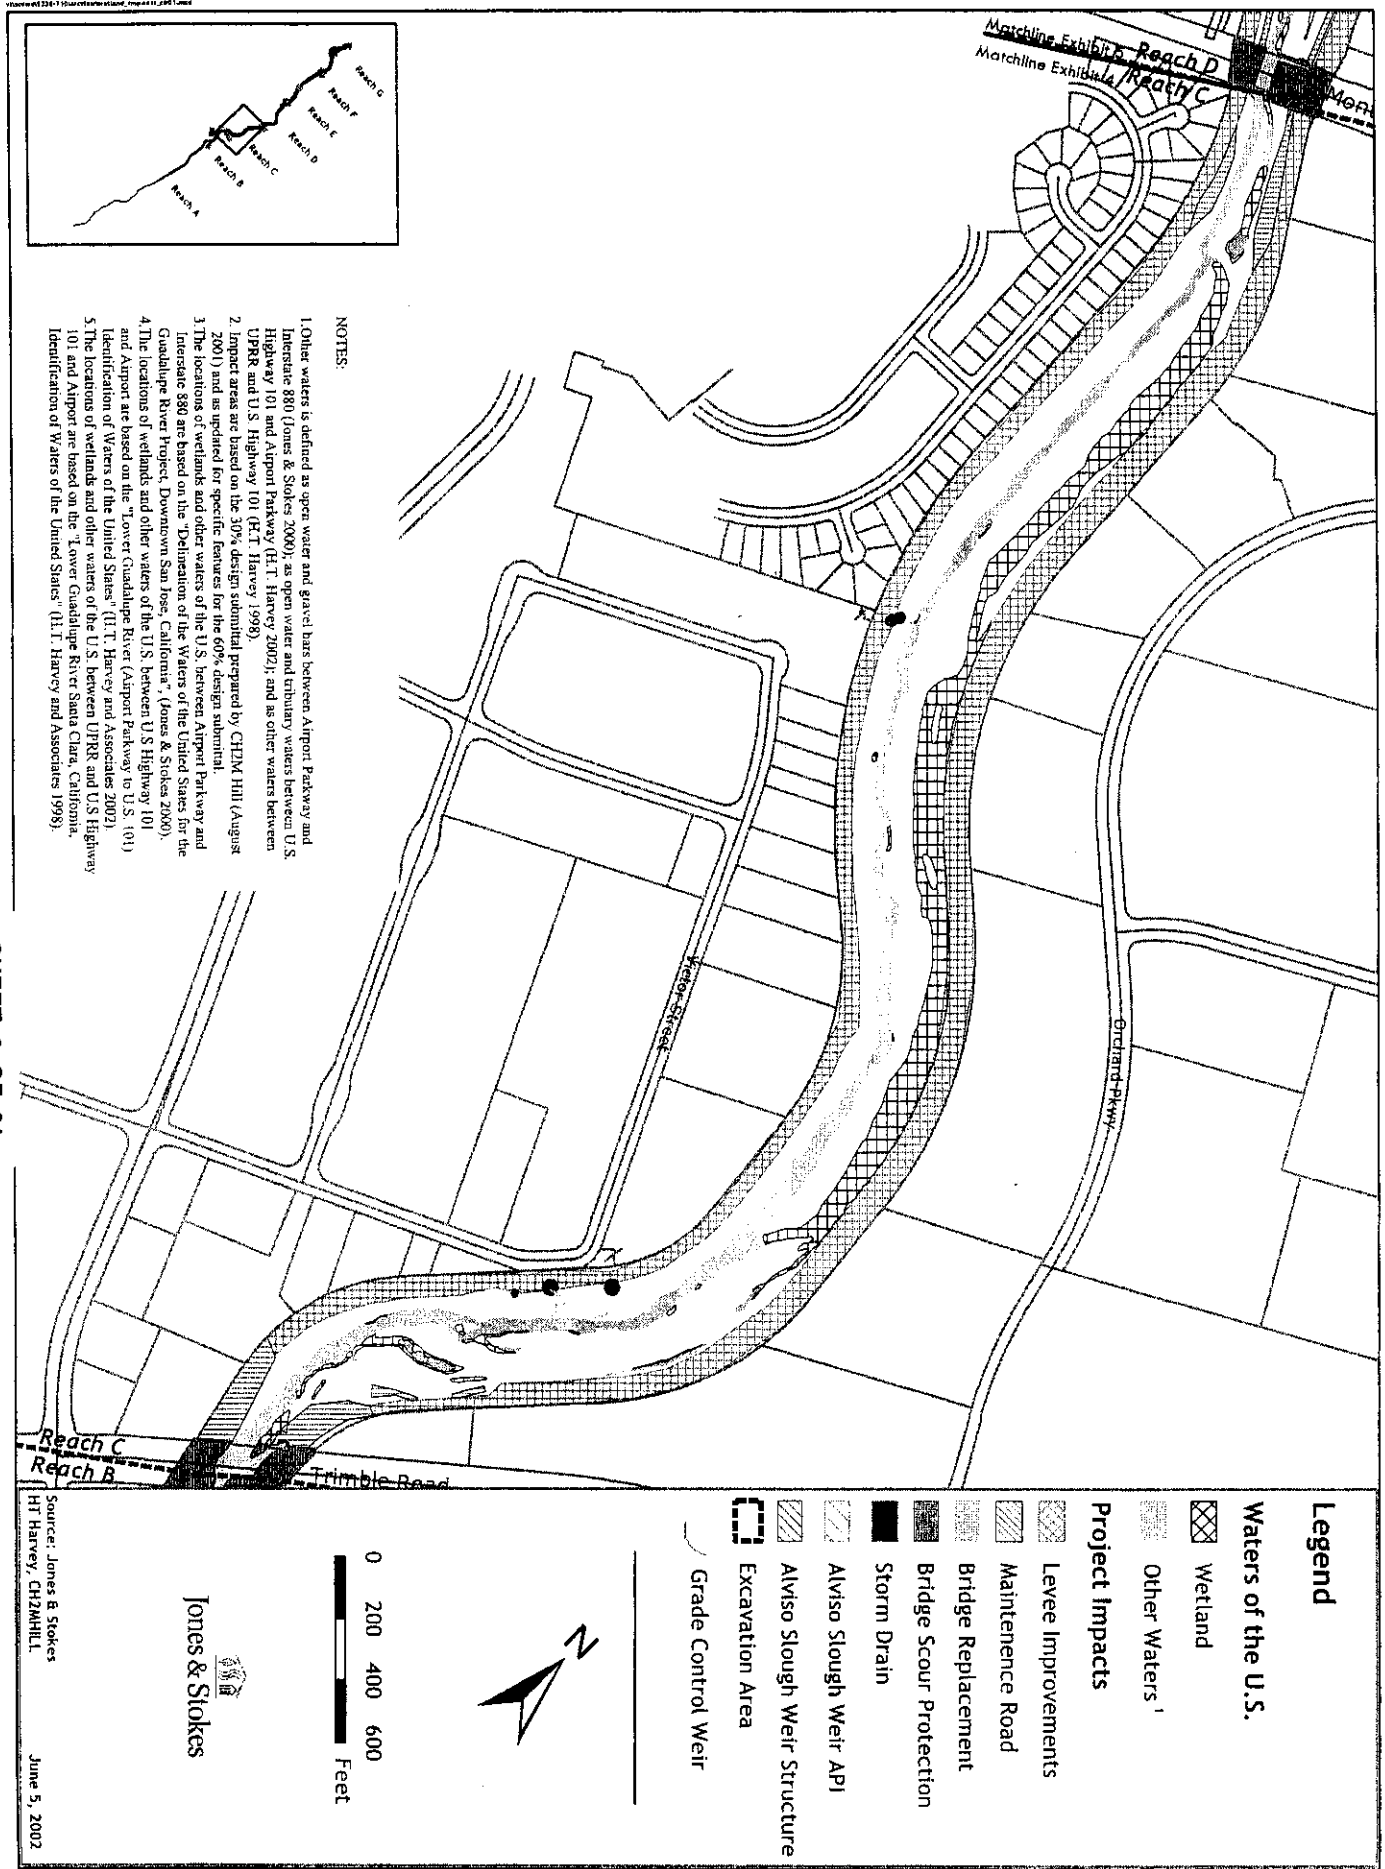 Matchline Exhibit 5 Reach D
Matchline Exhibit 4 Reach C
Reach G
Reach F
Reach E
Reach D
Reach C
Reach B
Reach A
NOTES:
1.Other waters is defined as open water and gravel bars between Airport Parkway and
Interstate 880 (Jones & Stokes 2000); as open water and tributary waters between U.S.
Highway 101 and Airport Parkway (H.T. Harvey 2002); and as other waters between
UPRR and U.S. Highway 101 (H.T. Harvey 1998).
2. Impact areas are based on the 30% design submittal prepared by CH2M Hill (August
2001) and as updated for specific features for the 60% design submittal.
3.The locations of wetlands and other waters of the U.S. between Airport Parkway and
Interstate 880 are based on the "Delineation of the Waters of the United States for the
Guadalupe River Project, Downtown San Jose, California", (Jones & Stokes 2000).
4.The locations of wetlands and other waters of the U.S. between U.S Highway 101
and Airport are based on the "Lower Guadalupe River (Airport Parkway to U.S. 101)
Identification of Waters of the United States" (H.T. Harvey and Associates 2002).
5.The locations of wetlands and other waters of the U.S. between UPRR and U.S Highway
101 and Airport are based on the "Lower Guadalupe River Santa Clara, California,
Identification of Waters of the United States" (H.T. Harvey and Associates 1998).
Orchard Pkwy
Victor Street
Reach C
Reach B
Trimble Road
Legend
Waters of the U.S.
Wetland
Other Waters ¹
Project Impacts
Levee Improvements
Maintenence Road
Bridge Replacement
Bridge Scour Protection
Storm Drain
Alviso Slough Weir API
Alviso Slough Weir Structure
Excavation Area
Grade Control Weir
N
0 200 400 600
Feet
Jones & Stokes
Source: Jones & Stokes
HT Harvey, CH2MHILL
June 5, 2002